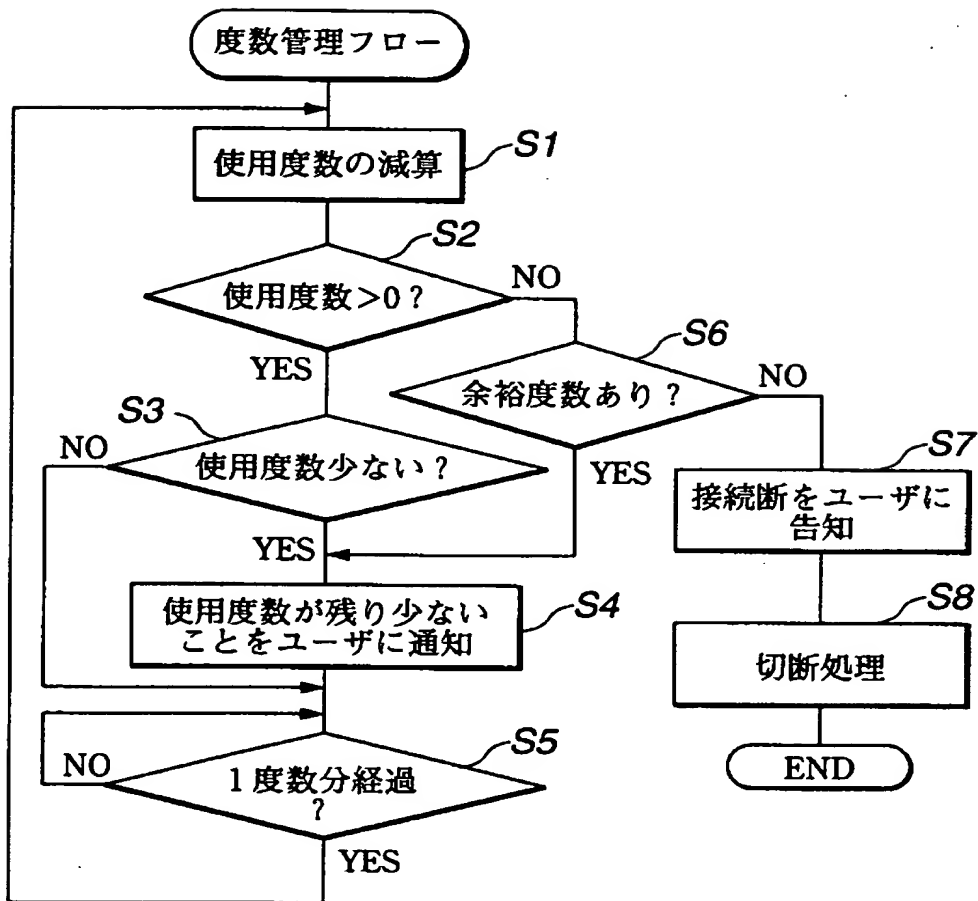 度数管理フロー
使用度数の減算
S1
使用度数>0?
S2
NO
YES
余裕度数あり?
S6
NO
YES
使用度数少ない?
S3
NO
YES
接続断をユーザに
告知
S7
使用度数が残り少ない
ことをユーザに通知
S4
切断処理
S8
1度数分経過
?
S5
NO
YES
END